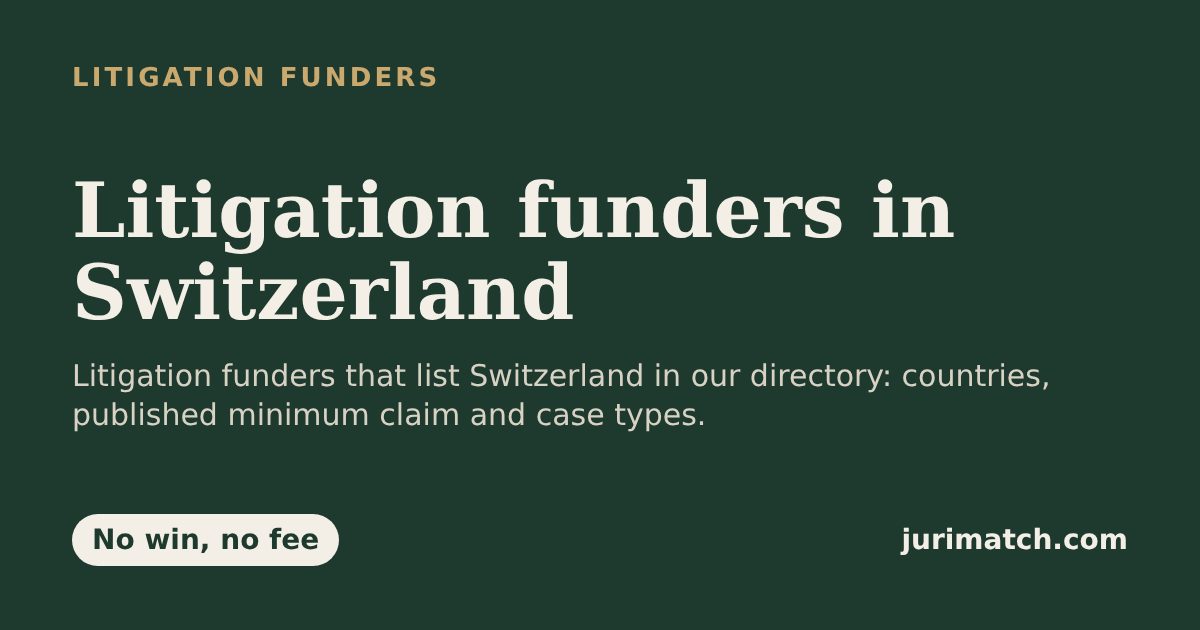 LITIGATION FUNDERS
Litigation funders in
Switzerland
Litigation funders that list Switzerland in our directory: countries,
published minimum claim and case types.
No win, no fee
jurimatch.com